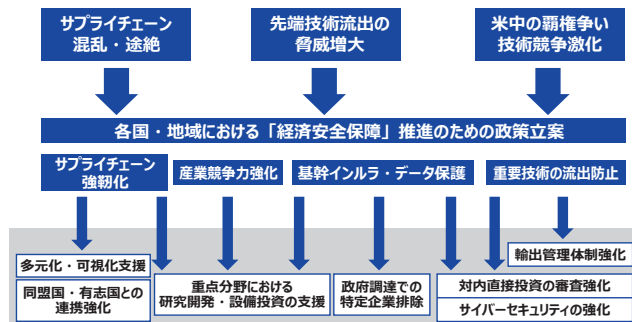 サプライチェーン
混乱・途絶
先端技術流出の
脅威増大
米中の覇権争い
技術競争激化
各国・地域における「経済安全保障」推進のための政策立案
サプライチェーン
強靭化
産業競争力強化
基幹インルラ・データ保護
重要技術の流出防止
多元化・可視化支援
同盟国・有志国との
連携強化
重点分野における
研究開発・設備投資の支援
政府調達での
特定企業排除
輸出管理体制強化
対内直接投資の審査強化
サイバーセキュリティの強化